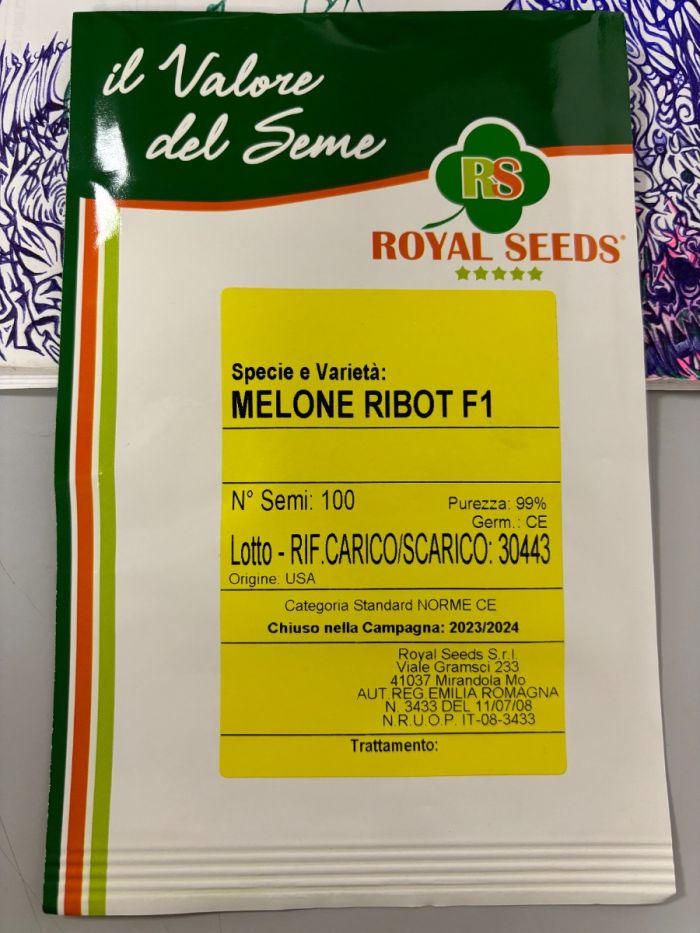 il Valore
del Seme
RS
ROYAL SEEDS®
Specie e Varietà:
MELONE RIBOT F1
N° Semi: 100
Purezza: 99%
Germ.: CE
Lotto - RIF.CARICO/SCARICO: 30443
Origine: USA
Categoria Standard NORME CE
Chiuso nella Campagna: 2023/2024
Royal Seeds S.r.l.
Viale Gramsci 233
41037 Mirandola Mo
AUT.REG.EMILIA ROMAGNA
N. 3433 DEL 11/07/08
N.R.U.O.P. IT-08-3433
Trattamento: